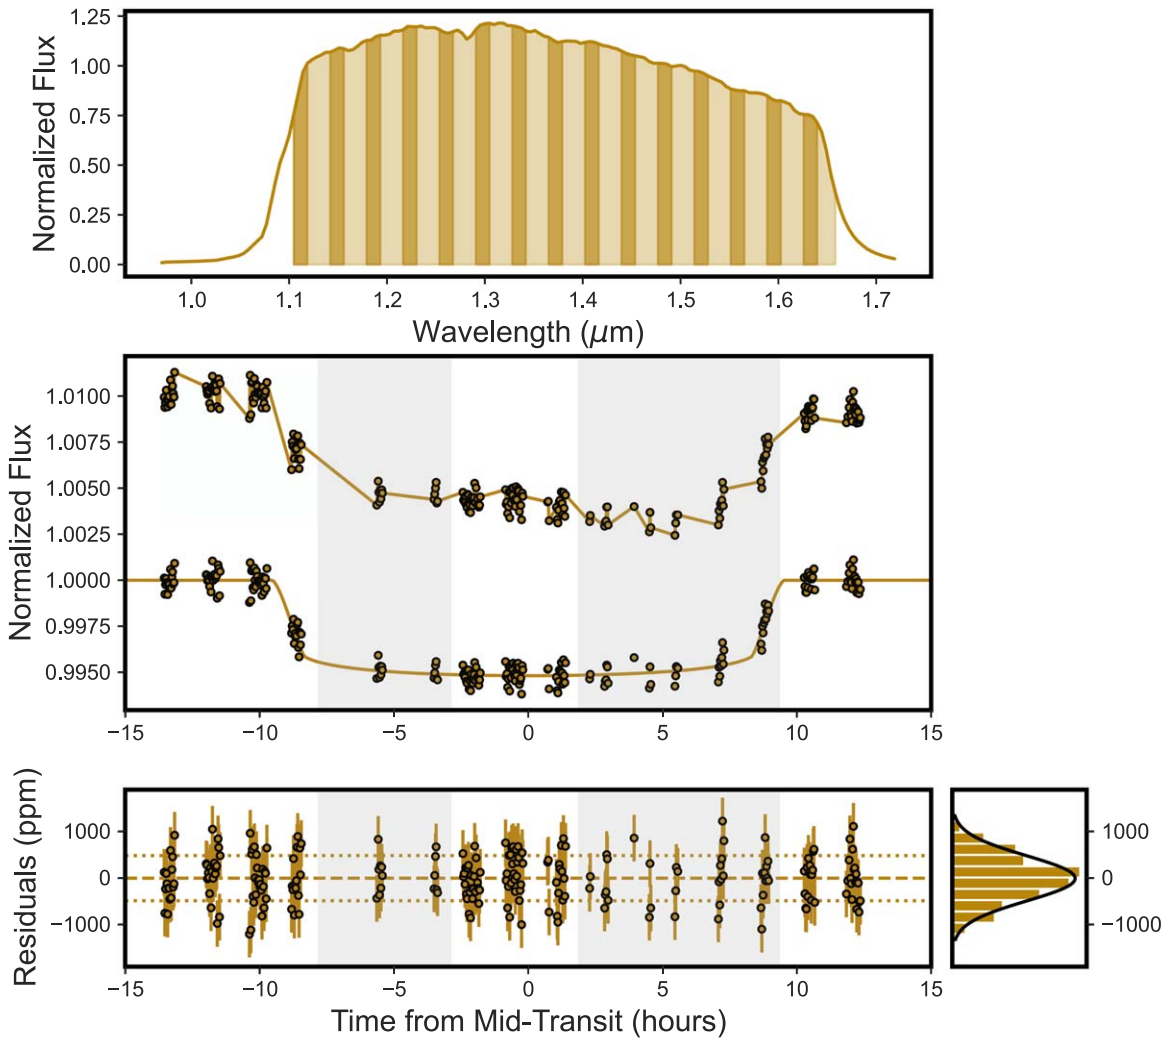 Normalized Flux
1.25
1.00
0.75
0.50
0.25
0.00
1.0 1.1 1.2 1.3 1.4 1.5 1.6 1.7
Wavelength (μm)
Normalized Flux
1.0100
1.0075
1.0050
1.0025
1.0000
0.9975
0.9950
−15 −10 −5 0 5 10 15
Residuals (ppm)
1000
0
−1000
1000
0
−1000
−15 −10 −5 0 5 10 15
Time from Mid-Transit (hours)